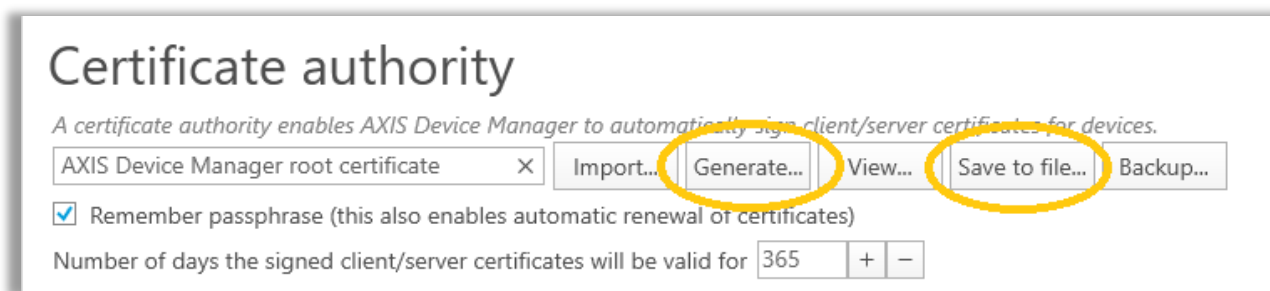 Certificate authority
A certificate authority enables AXIS Device Manager to automatically sign client/server certificates for devices.
AXIS Device Manager root certificate × Import... Generate... View... Save to file... Backup...
Remember passphrase (this also enables automatic renewal of certificates)
Number of days the signed client/server certificates will be valid for 365 + −